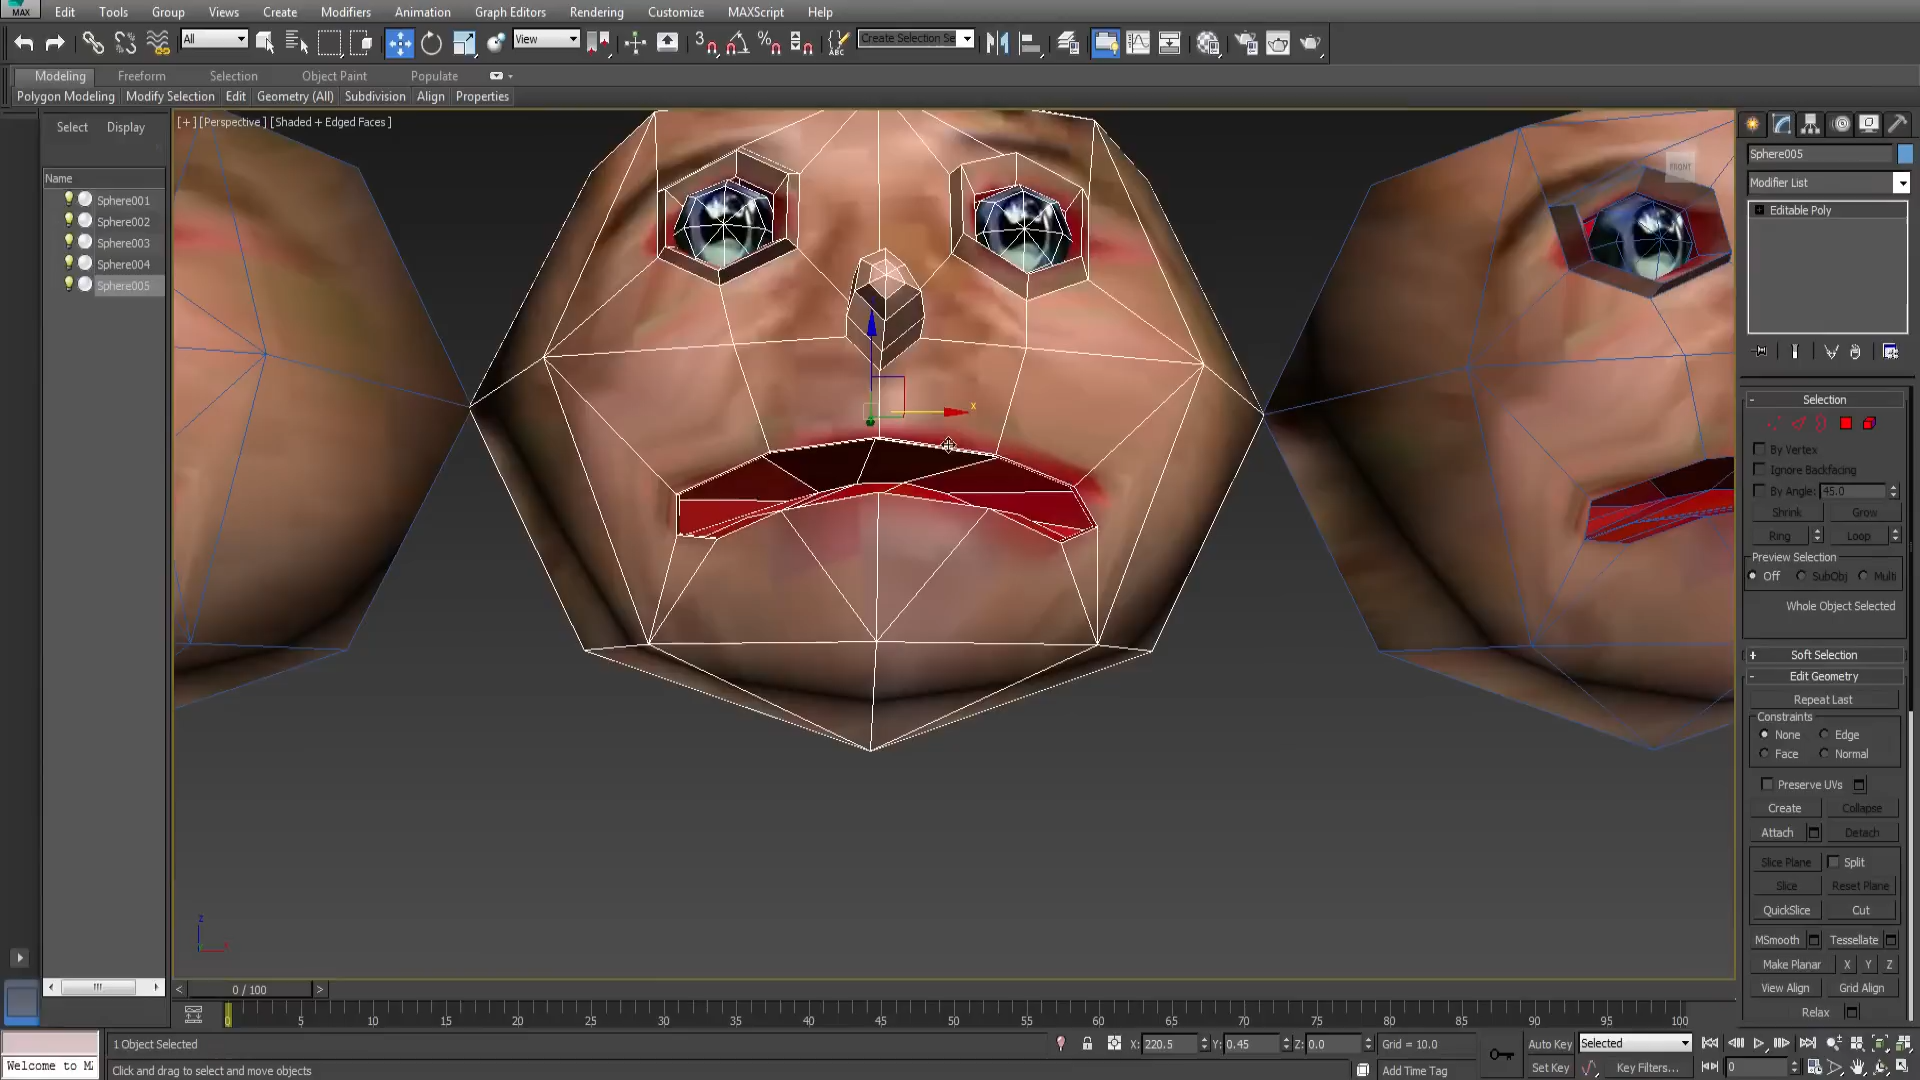 MAX Edit Tools Group Views Create Modifiers Animation Graph Editors Rendering Customize MAXScript Help
All View 3 % ABC Create Selection Se
Modeling Freeform Selection Object Paint Populate
Polygon Modeling Modify Selection Edit Geometry (All) Subdivision Align Properties
Select Display
[+] [Perspective] [Shaded + Edged Faces]
Name
Sphere001
Sphere002
Sphere003
Sphere004
Sphere005
FRONT
x
z
Sphere005
Modifier List
Editable Poly
- Selection
By Vertex
Ignore Backfacing
By Angle: 45.0
Shrink Grow
Ring Loop
Preview Selection
Off SubObj Multi
Whole Object Selected
+ Soft Selection
- Edit Geometry
Repeat Last
Constraints
None Edge
Face Normal
Preserve UVs
Create Collapse
Attach Detach
Slice Plane Split
Slice Reset Plane
QuickSlice Cut
MSmooth Tessellate
Make Planar X Y Z
View Align Grid Align
Relax
< 0 / 100 >
0 5 10 15 20 25 30 35 40 45 50 55 60 65 70 75 80 85 90 95 100
1 Object Selected X: 220.5 Y: 0.45 Z: 0.0 Grid = 10.0 Auto Key Selected
Welcome to M Click and drag to select and move objects Add Time Tag Set Key Key Filters... 0